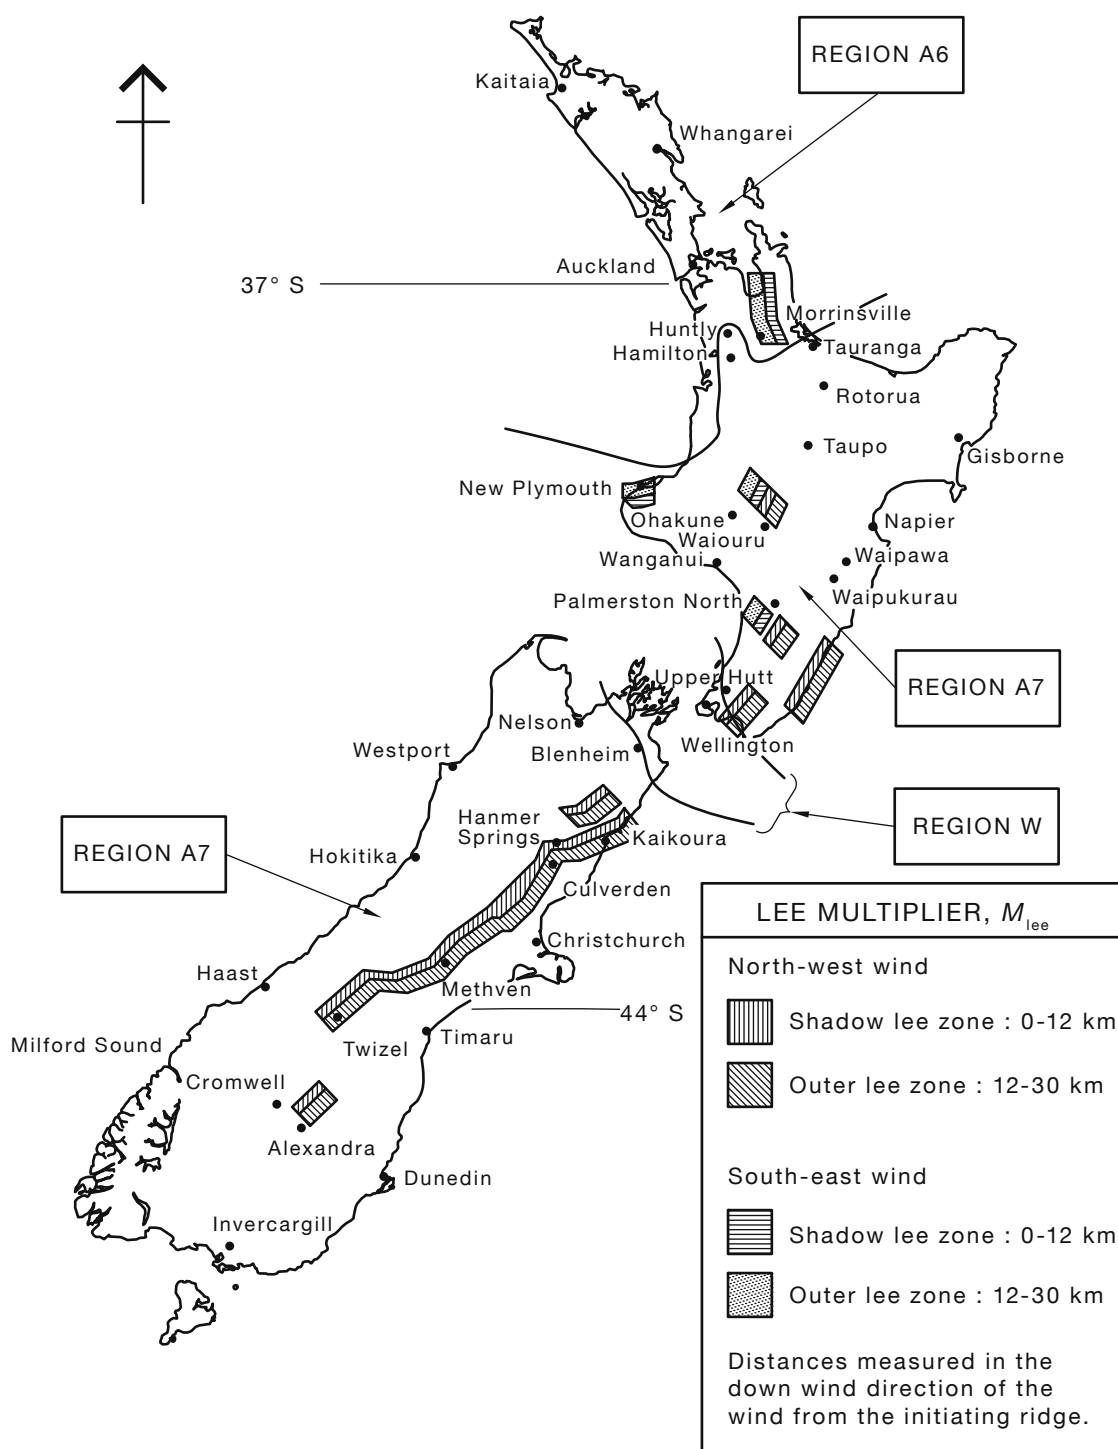 REGION A6
Kaitaia
Whangarei
Auckland
37° S
Morrinsville
Huntly
Hamilton
Tauranga
Rotorua
Taupo
Gisborne
New Plymouth
Ohakune
Waiouru
Napier
Wanganui
Waipawa
Palmerston North
Waipukurau
Upper Hutt
REGION A7
Nelson
Wellington
Westport
Blenheim
Hanmer
Springs
Kaikoura
REGION W
REGION A7
Hokitika
Culverden
Christchurch
Haast
Methven
44° S
Timaru
Twizel
Milford Sound
Cromwell
Alexandra
Dunedin
Invercargill
LEE MULTIPLIER, M_lee
North-west wind
Shadow lee zone : 0-12 km
Outer lee zone : 12-30 km
South-east wind
Shadow lee zone : 0-12 km
Outer lee zone : 12-30 km
Distances measured in the
down wind direction of the
wind from the initiating ridge.